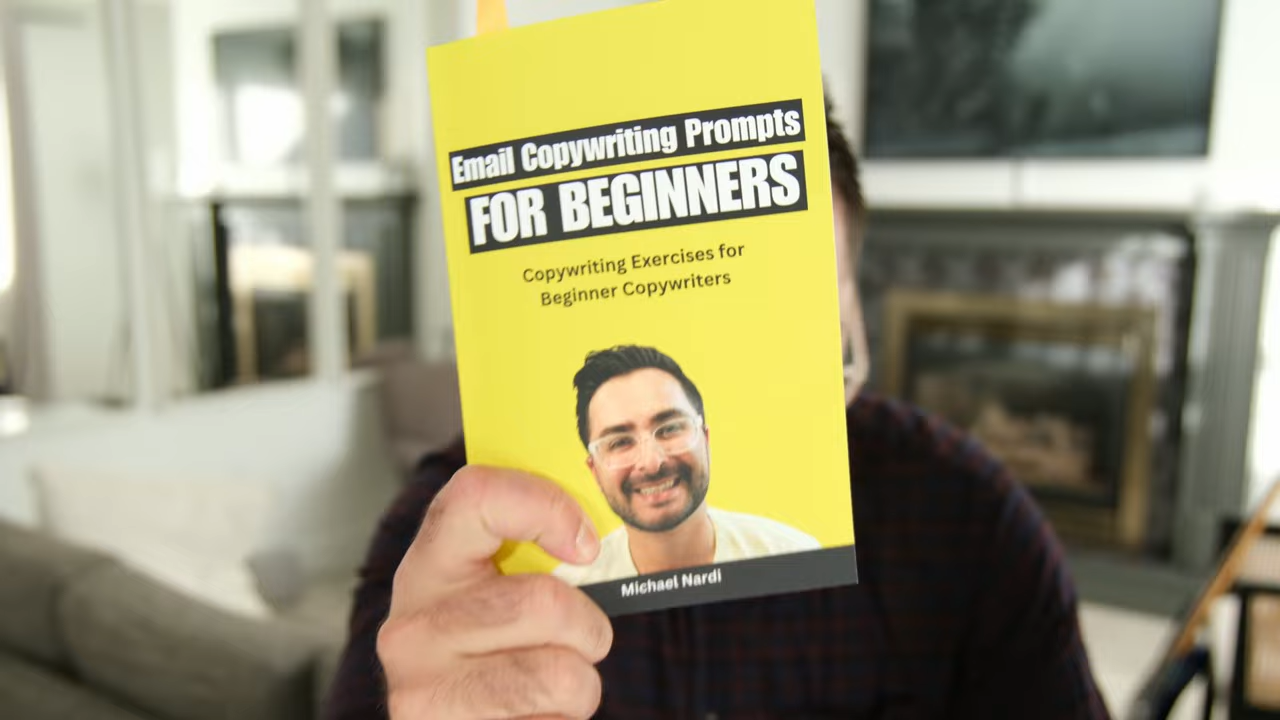 Email Copywriting Prompts
FOR BEGINNERS
Copywriting Exercises for
Beginner Copywriters
Michael Nardi